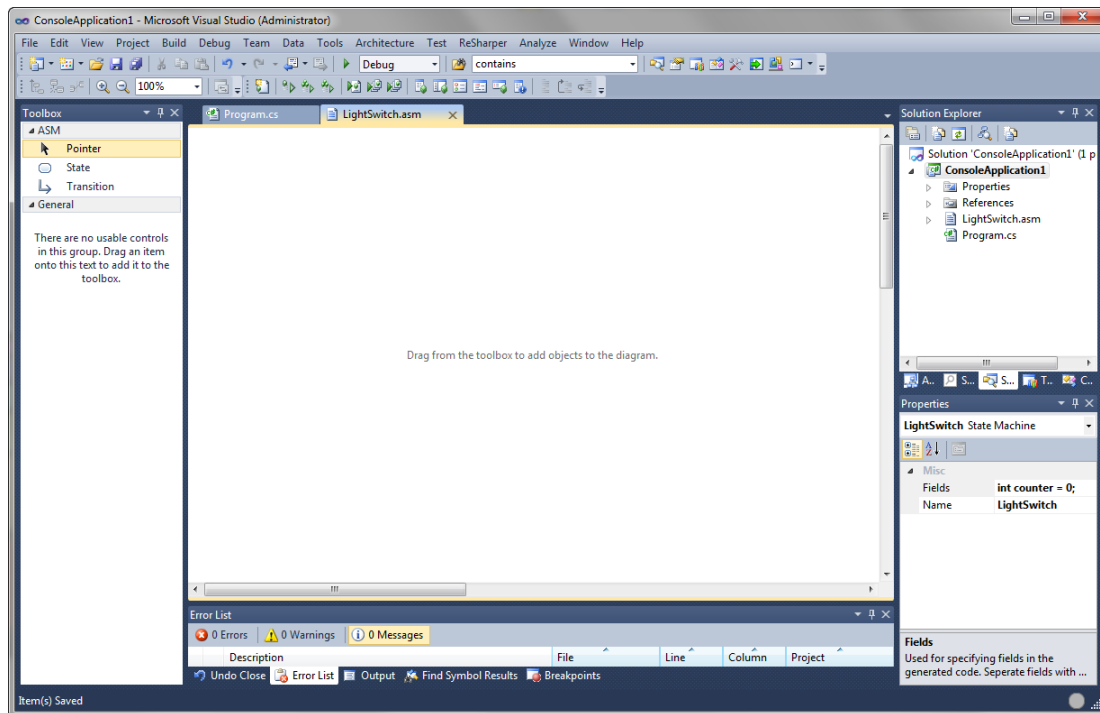 ConsoleApplication1 - Microsoft Visual Studio (Administrator)
File Edit View Project Build Debug Team Data Tools Architecture Test ReSharper Analyze Window Help
Debug contains
100%
Toolbox
ASM
Pointer
State
Transition
General
There are no usable controls
in this group. Drag an item
onto this text to add it to the
toolbox.
Program.cs LightSwitch.asm
Drag from the toolbox to add objects to the diagram.
Solution Explorer
Solution 'ConsoleApplication1' (1 p
ConsoleApplication1
Properties
References
LightSwitch.asm
Program.cs
A.. S... S... T.. C..
Properties
LightSwitch State Machine
Misc
Fields int counter = 0;
Name LightSwitch
Fields
Used for specifying fields in the
generated code. Seperate fields with ...
Error List
0 Errors 0 Warnings 0 Messages
Description File Line Column Project
Undo Close Error List Output Find Symbol Results Breakpoints
Item(s) Saved